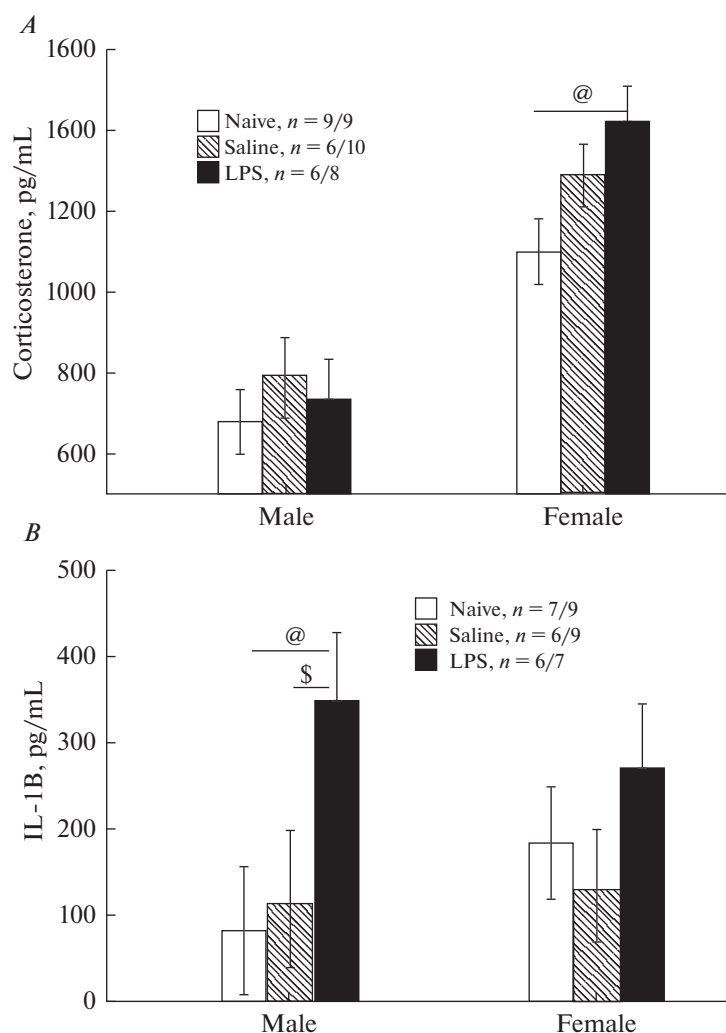 A
1600
1600
1200
1000
800
600
Corticosterone, pg/mL
Naive, n = 9/9
Saline, n = 6/10
LPS, n = 6/8
@
Male
Female
B
500
400
300
200
100
0
IL-1B, pg/mL
Naive, n = 7/9
Saline, n = 6/9
LPS, n = 6/7
@
$
Male
Female